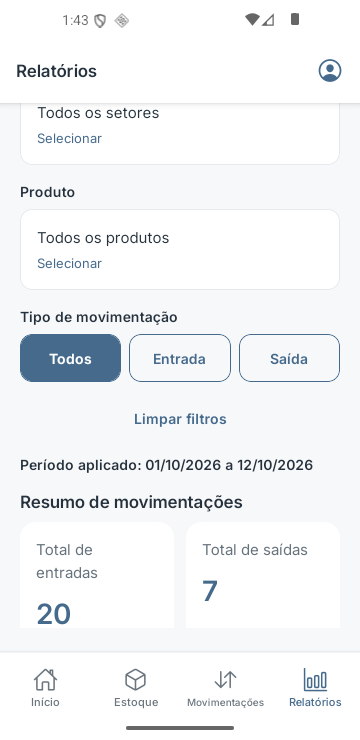 1:43
Relatórios
Todos os setores
Selecionar
Produto
Todos os produtos
Selecionar
Tipo de movimentação
Todos
Entrada
Saída
Limpar filtros
Período aplicado: 01/10/2026 a 12/10/2026
Resumo de movimentações
Total de
entradas
20
Total de saídas
7
Início
Estoque
Movimentações
Relatórios